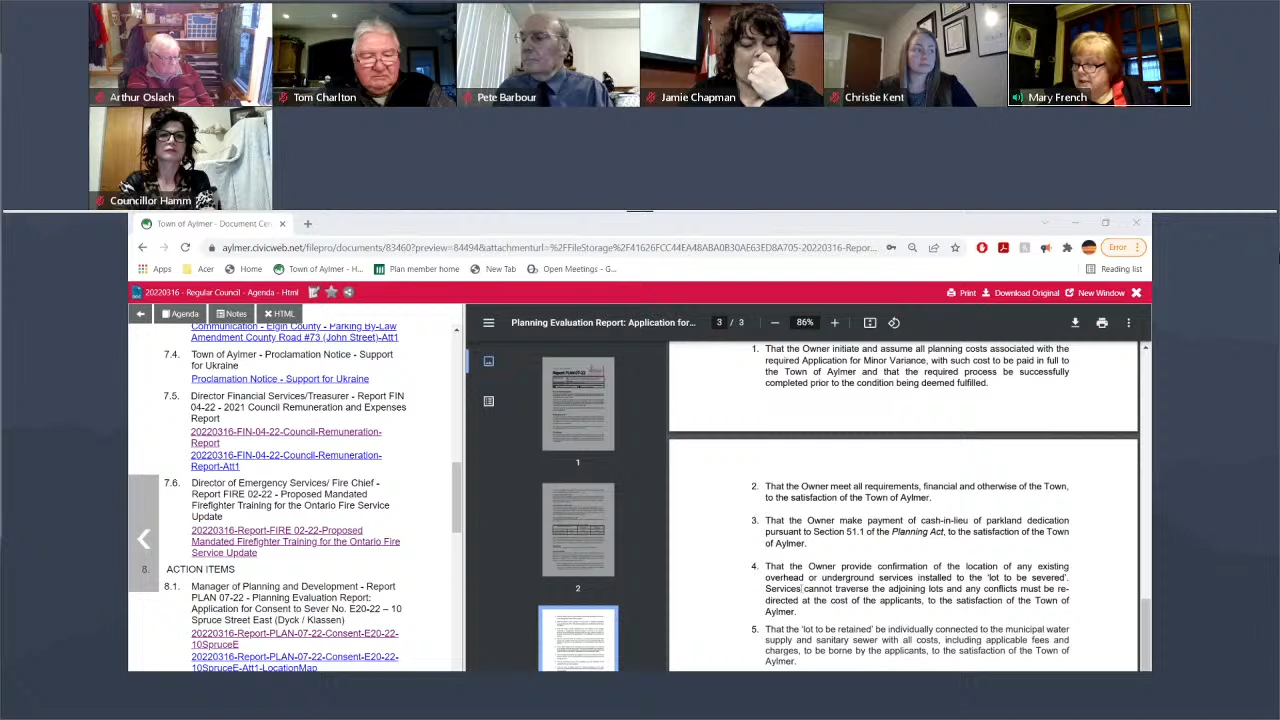 Arthur Oslach
Tom Charlton
Pete Barbour
Jamie Chapman
Christie Kent
Mary French
Councillor Hamm
Town of Aylmer - Document Cen
aylmer.civicweb.net/filepro/documents/83460?preview=84494&attachmenturl=%2FFileStorage%2F41626FCC44EA48ABA0B30AE63ED8A705-20220316-Repor...
Error
Apps
Acer
Home
Town of Aylmer - H...
Plan member home
New Tab
Open Meetings - G...
Reading list
20220316 - Regular Council - Agenda - Html
Print
Download Original
New Window
Agenda
Notes
HTML
Communication - Elgin County - Parking By-Law
Amendment County Road #73 (John Street)-Att1
7.4. Town of Aylmer - Proclamation Notice - Support
for Ukraine
Proclamation Notice - Support for Ukraine
7.5. Director Financial Services/Treasurer - Report FIN
04-22 - 2021 Council Remuneration and Expenses
Report
20220316-FIN-04-22-Council-Remuneration-
Report
20220316-FIN-04-22-Council-Remuneration-
Report-Att1
7.6. Director of Emergency Services/ Fire Chief -
Report FIRE 02-22 - Proposed Mandated
Firefighter Training for the Ontario Fire Service
Update
20220316-Report-FIRE 02-22-Proposed
Mandated Firefighter Training for the Ontario Fire
Service Update
8. ACTION ITEMS
8.1. Manager of Planning and Development - Report
PLAN 07-22 - Planning Evaluation Report:
Application for Consent to Sever No. E20-22 – 10
Spruce Street East (Dyck / Klassen)
20220316-Report-PLAN-07-22-Consent-E20-22-
10SpruceE
20220316-Report-PLAN-07-22-Consent-E20-22-
10SpruceE-Att1-LocationMap
Planning Evaluation Report: Application for...
3 / 3
86%
Report PLAN 07-22
1
2
1. That the Owner initiate and assume all planning costs associated with the
required Application for Minor Variance, with such cost to be paid in full to
the Town of Aylmer and that the required process be successfully
completed prior to the condition being deemed fulfilled.
2. That the Owner meet all requirements, financial and otherwise of the Town,
to the satisfaction of the Town of Aylmer.
3. That the Owner make payment of cash-in-lieu of parkland dedication
pursuant to Section 51.1 of the Planning Act, to the satisfaction of the Town
of Aylmer.
4. That the Owner provide confirmation of the location of any existing
overhead or underground services installed to the 'lot to be severed'.
Services cannot traverse the adjoining lots and any conflicts must be re-
directed at the cost of the applicants, to the satisfaction of the Town of
Aylmer.
5. That the 'lot to be retained' be individually connected to the municipal water
supply and sanitary sewer with all costs, including applicable fees and
charges, to be borne by the applicants, to the satisfaction of the Town of
Aylmer.